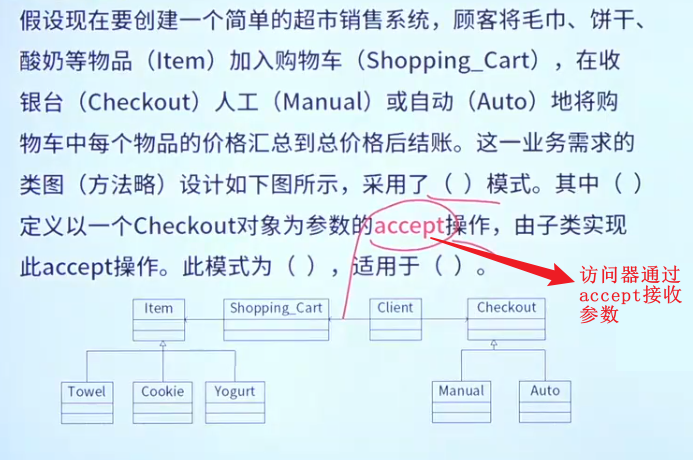 假设现在要创建一个简单的超市销售系统，顾客将毛巾、饼干、
酸奶等物品（Item）加入购物车（Shopping_Cart），在收
银台（Checkout）人工（Manual）或自动（Auto）地将购
物车中每个物品的价格汇总到总价格后结账。这一业务需求的
类图（方法略）设计如下图所示，采用了（ ）模式。其中（ ）
定义以一个Checkout对象为参数的accept操作，由子类实现
此accept操作。此模式为（ ），适用于（ ）。
访问器通过
accept接收
参数
Item
Shopping_Cart
Client
Checkout
Towel
Cookie
Yogurt
Manual
Auto